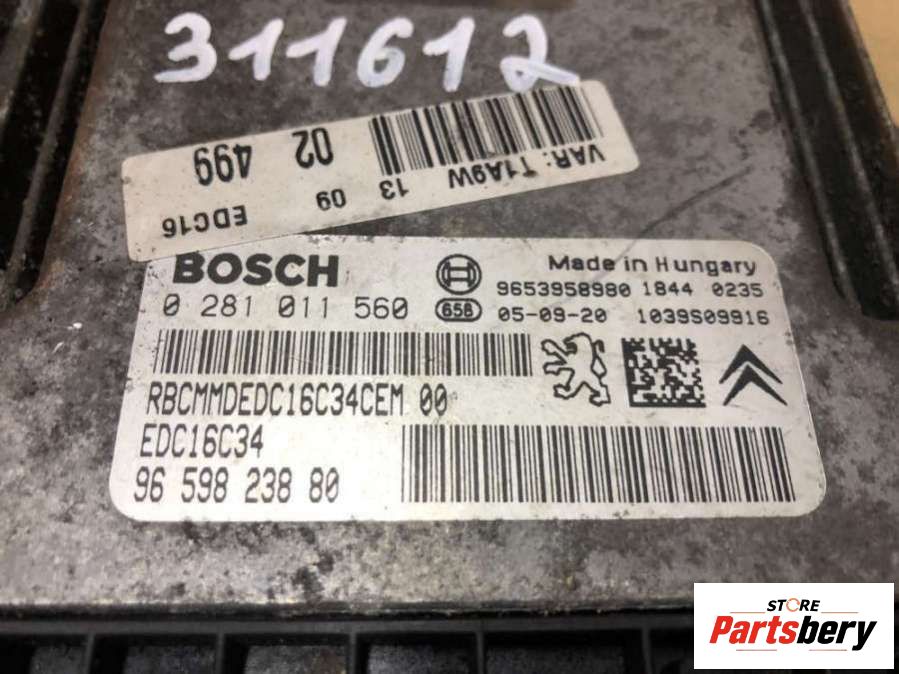 311612
VAR: T1A9W 13 09 EDC16
02 499
BOSCH
Made in Hungary
9653958980 1844 0235
0 281 011 560
656 05-09-20 1039S09916
RBCMMDEDC16C34CEM 00
EDC16C34
96 598 238 80
STORE
Partsbery